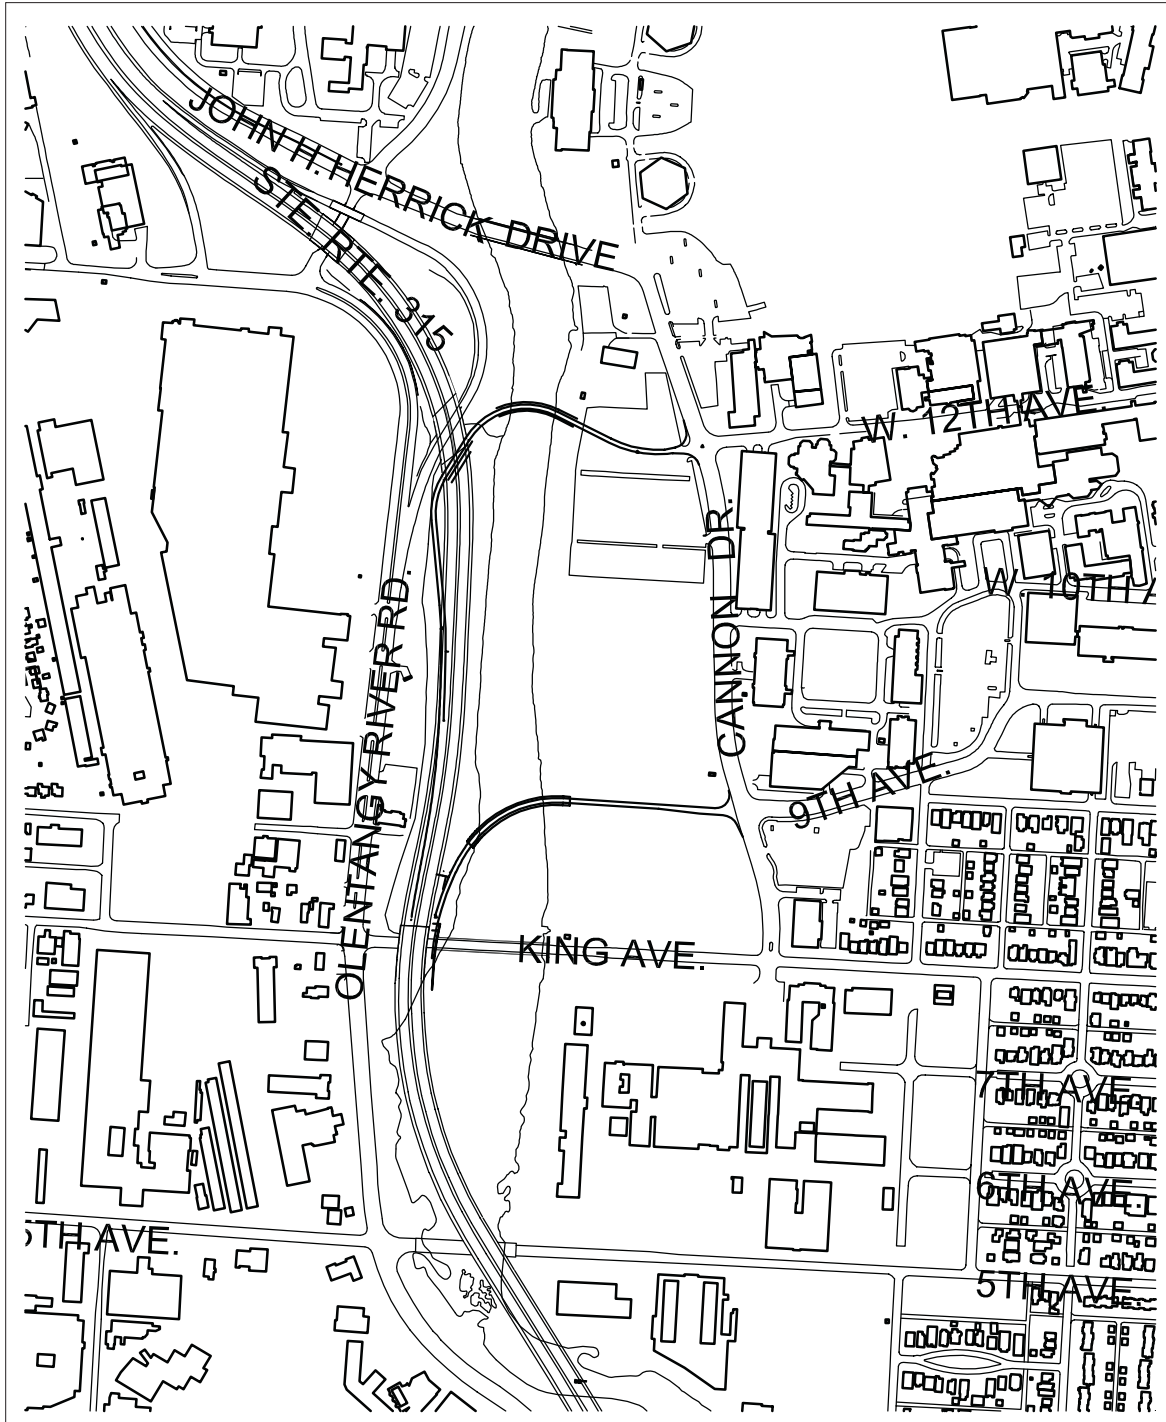 JOHN H. HERRICK DRIVE
STE. RTE. 315
W. 12TH AVE.
CANNON DR.
W 10TH A
OLENTANGY RIVER RD.
9TH AVE.
KING AVE.
7TH AVE.
6TH AVE.
5TH AVE.
5TH AVE.